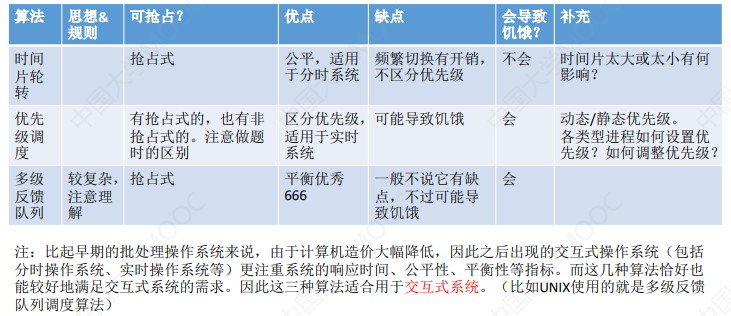 算法 思想& 可抢占？ 优点 缺点 会导致 补充
规则 饥饿？
时间 抢占式 公平，适用 频繁切换有开销， 不会 时间片太大或太小有何
片轮 于分时系统 不区分优先级 影响？
转
优先 有抢占式的，也有非 区分优先级， 可能导致饥饿 会 动态/静态优先级。
级调 抢占式的。注意做题 适用于实时 各类型进程如何设置优
度 时的区别 系统 先级？如何调整优先级？
多级 较复杂， 抢占式 平衡优秀 一般不说它有缺 会
反馈 注意理 666 点，不过可能导
队列 解 致饥饿
注：比起早期的批处理操作系统来说，由于计算机造价大幅降低，因此之后出现的交互式操作系统（包括
分时操作系统、实时操作系统等）更注重系统的响应时间、公平性、平衡性等指标。而这几种算法恰好也
能较好地满足交互式系统的需求。因此这三种算法适合用于交互式系统。（比如UNIX使用的就是多级反馈
队列调度算法）